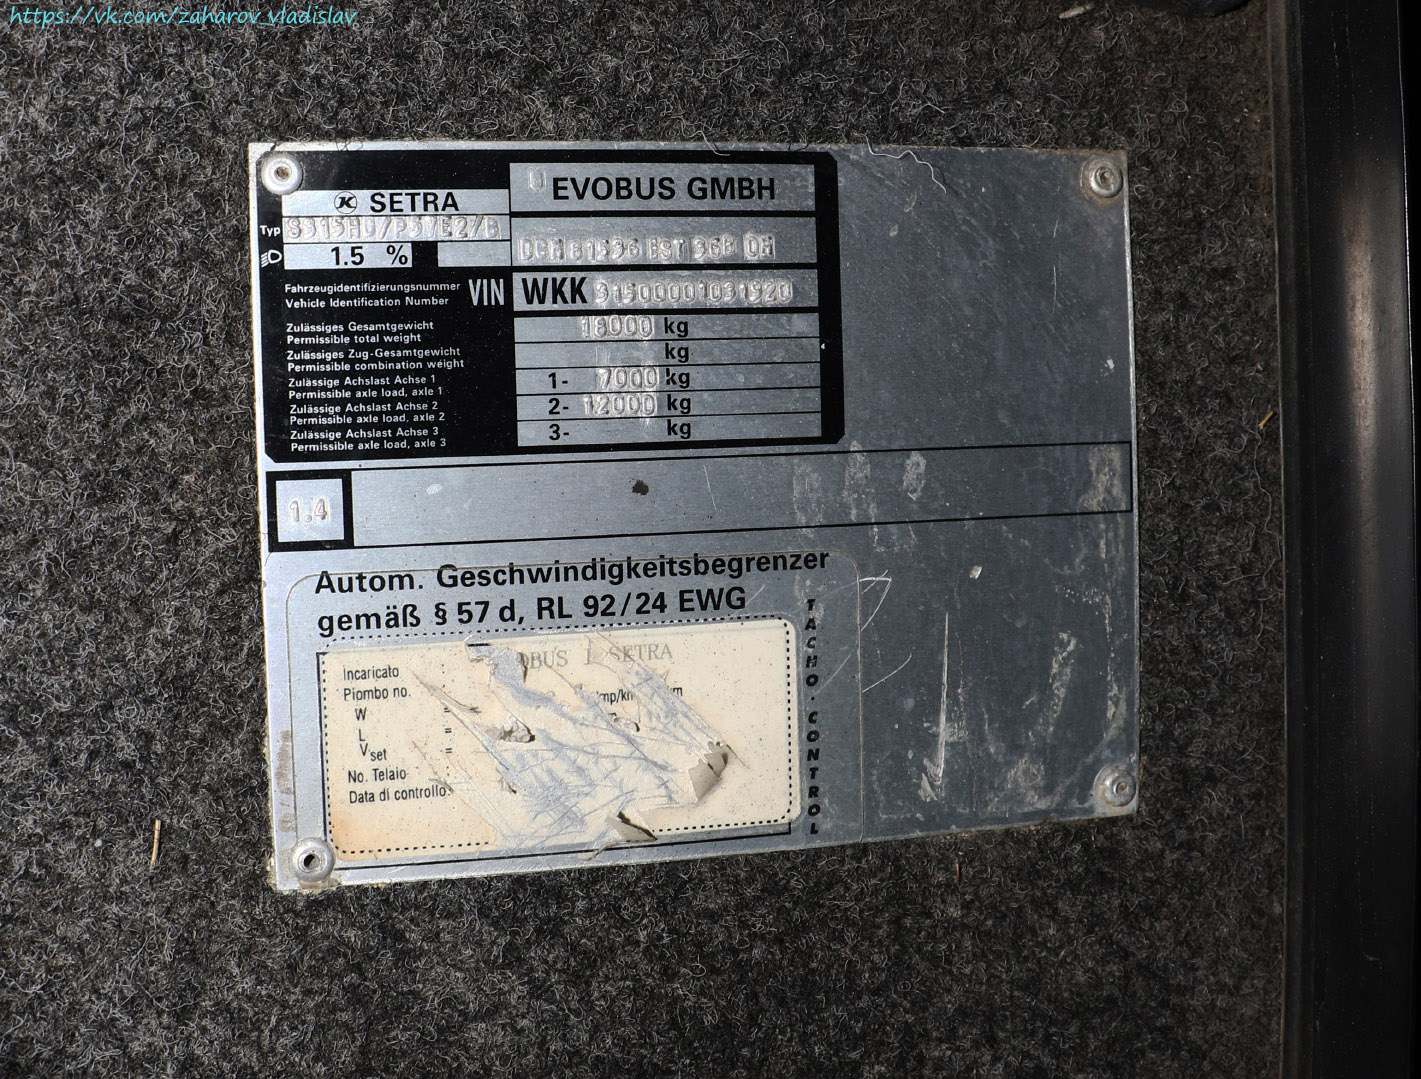 https://vk.com/zaharov_vladislav
EVOBUS GMBH
SETRA
Typ
1.5 %
Fahrzeugidentifizierungsnummer
Vehicle Identification Number
VIN
WKK 31500001031920
Zulässiges Gesamtgewicht
Permissible total weight
18000 kg
Zulässiges Zug-Gesamtgewicht
Permissible combination weight
kg
Zulässige Achslast Achse 1
Permissible axle load, axle 1
1- 7000 kg
Zulässige Achslast Achse 2
Permissible axle load, axle 2
2- 12000 kg
Zulässige Achslast Achse 3
Permissible axle load, axle 3
3- kg
1.4
Autom. Geschwindigkeitsbegrenzer
gemäß § 57 d, RL 92/24 EWG
SETRA
Incaricato
Piombo no.
W =
L =
Vset =
No. Telaio
Data di controllo:
TACHO·CONTROL